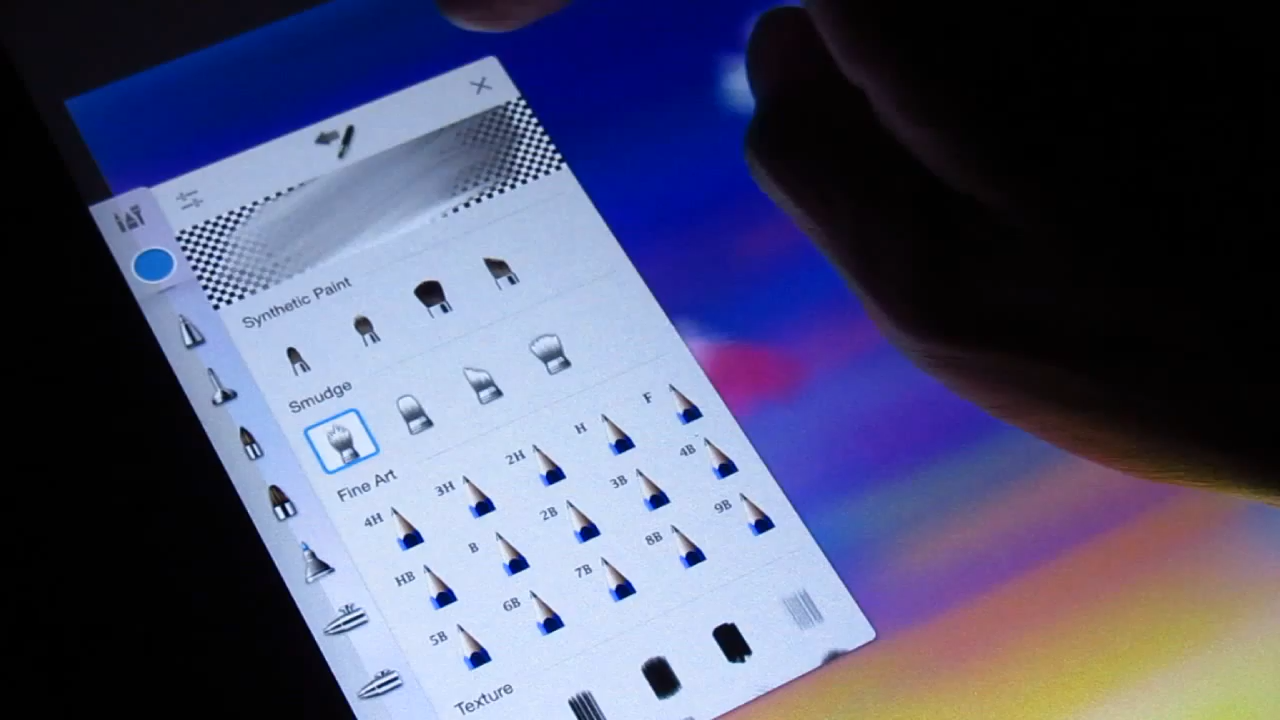 Synthetic Paint
Smudge
Fine Art
4H 3H 2H H F
HB B 2B 3B 4B
5B 6B 7B 8B 9B
Texture